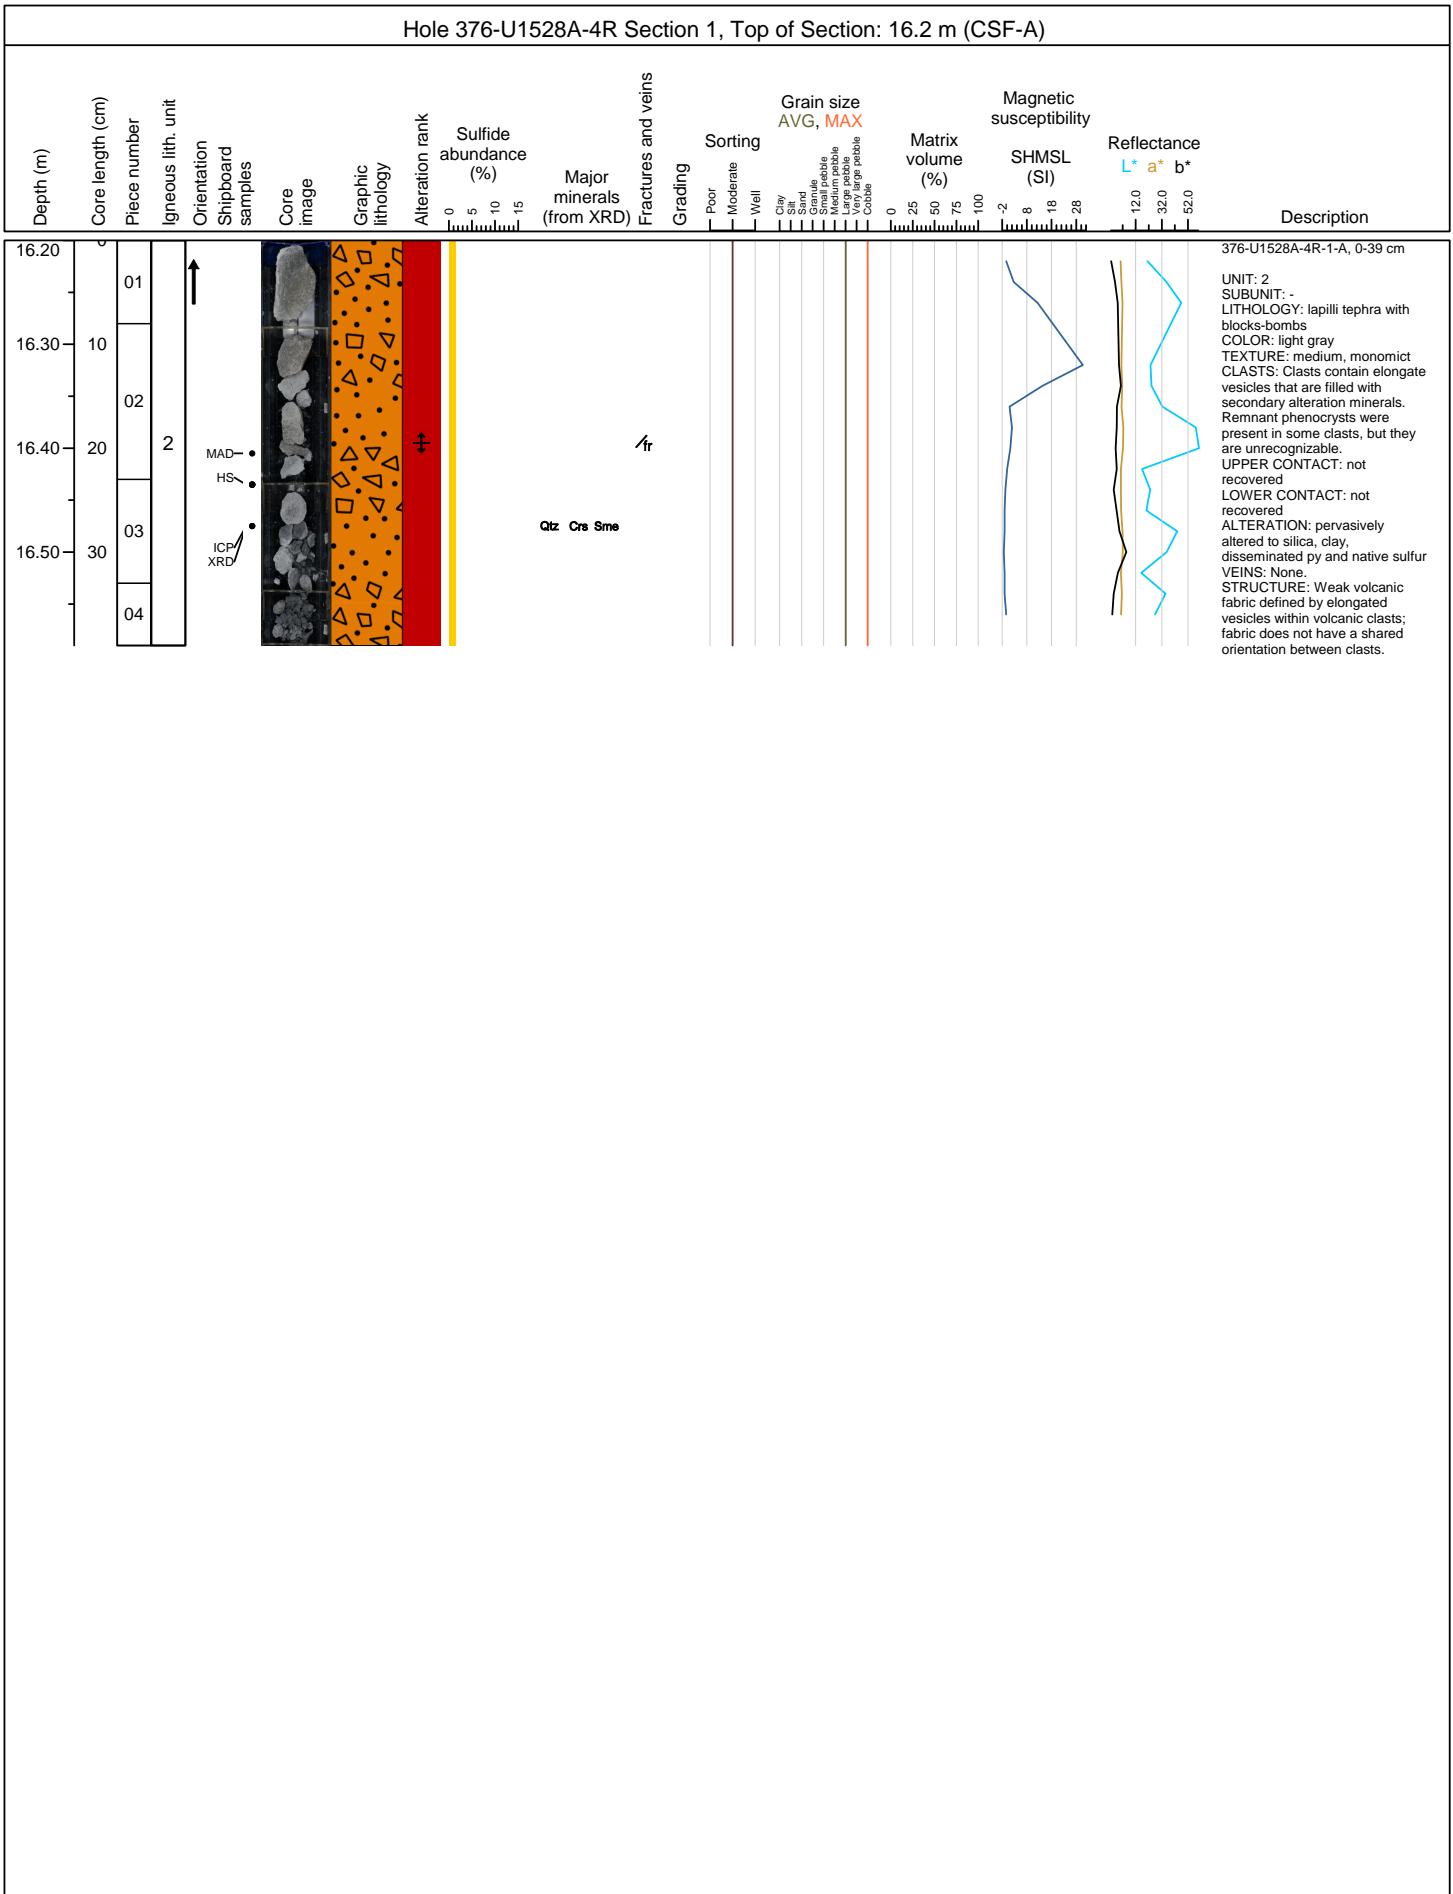 Hole 376-U1528A-4R Section 1, Top of Section: 16.2 m (CSF-A)
Depth (m)
Core length (cm)
Piece number
Igneous lith. unit
Orientation
Shipboard
samples
Core
image
Graphic
lithology
Alteration rank
Sulfide
abundance
(%)
0 5 10 15
Major
minerals
(from XRD)
Fractures and veins
Grading
Sorting
Poor
Moderate
Well
Grain size
AVG, MAX
Clay
Silt
Sand
Granule
Small pebble
Medium pebble
Large pebble
Very large pebble
Cobble
Matrix
volume
(%)
0 25 50 75 100
Magnetic
susceptibility
SHMSL
(SI)
-2 8 18 28
Reflectance
L* a* b*
12.0 32.0 52.0
Description
16.20
16.30
16.40
16.50
0
10
20
30
01
02
03
04
2
MAD
HS
ICP
XRD
Qtz Crs Sme
fr
376-U1528A-4R-1-A, 0-39 cm
UNIT: 2
SUBUNIT: -
LITHOLOGY: lapilli tephra with
blocks-bombs
COLOR: light gray
TEXTURE: medium, monomict
CLASTS: Clasts contain elongate
vesicles that are filled with
secondary alteration minerals.
Remnant phenocrysts were
present in some clasts, but they
are unrecognizable.
UPPER CONTACT: not
recovered
LOWER CONTACT: not
recovered
ALTERATION: pervasively
altered to silica, clay,
disseminated py and native sulfur
VEINS: None.
STRUCTURE: Weak volcanic
fabric defined by elongated
vesicles within volcanic clasts;
fabric does not have a shared
orientation between clasts.